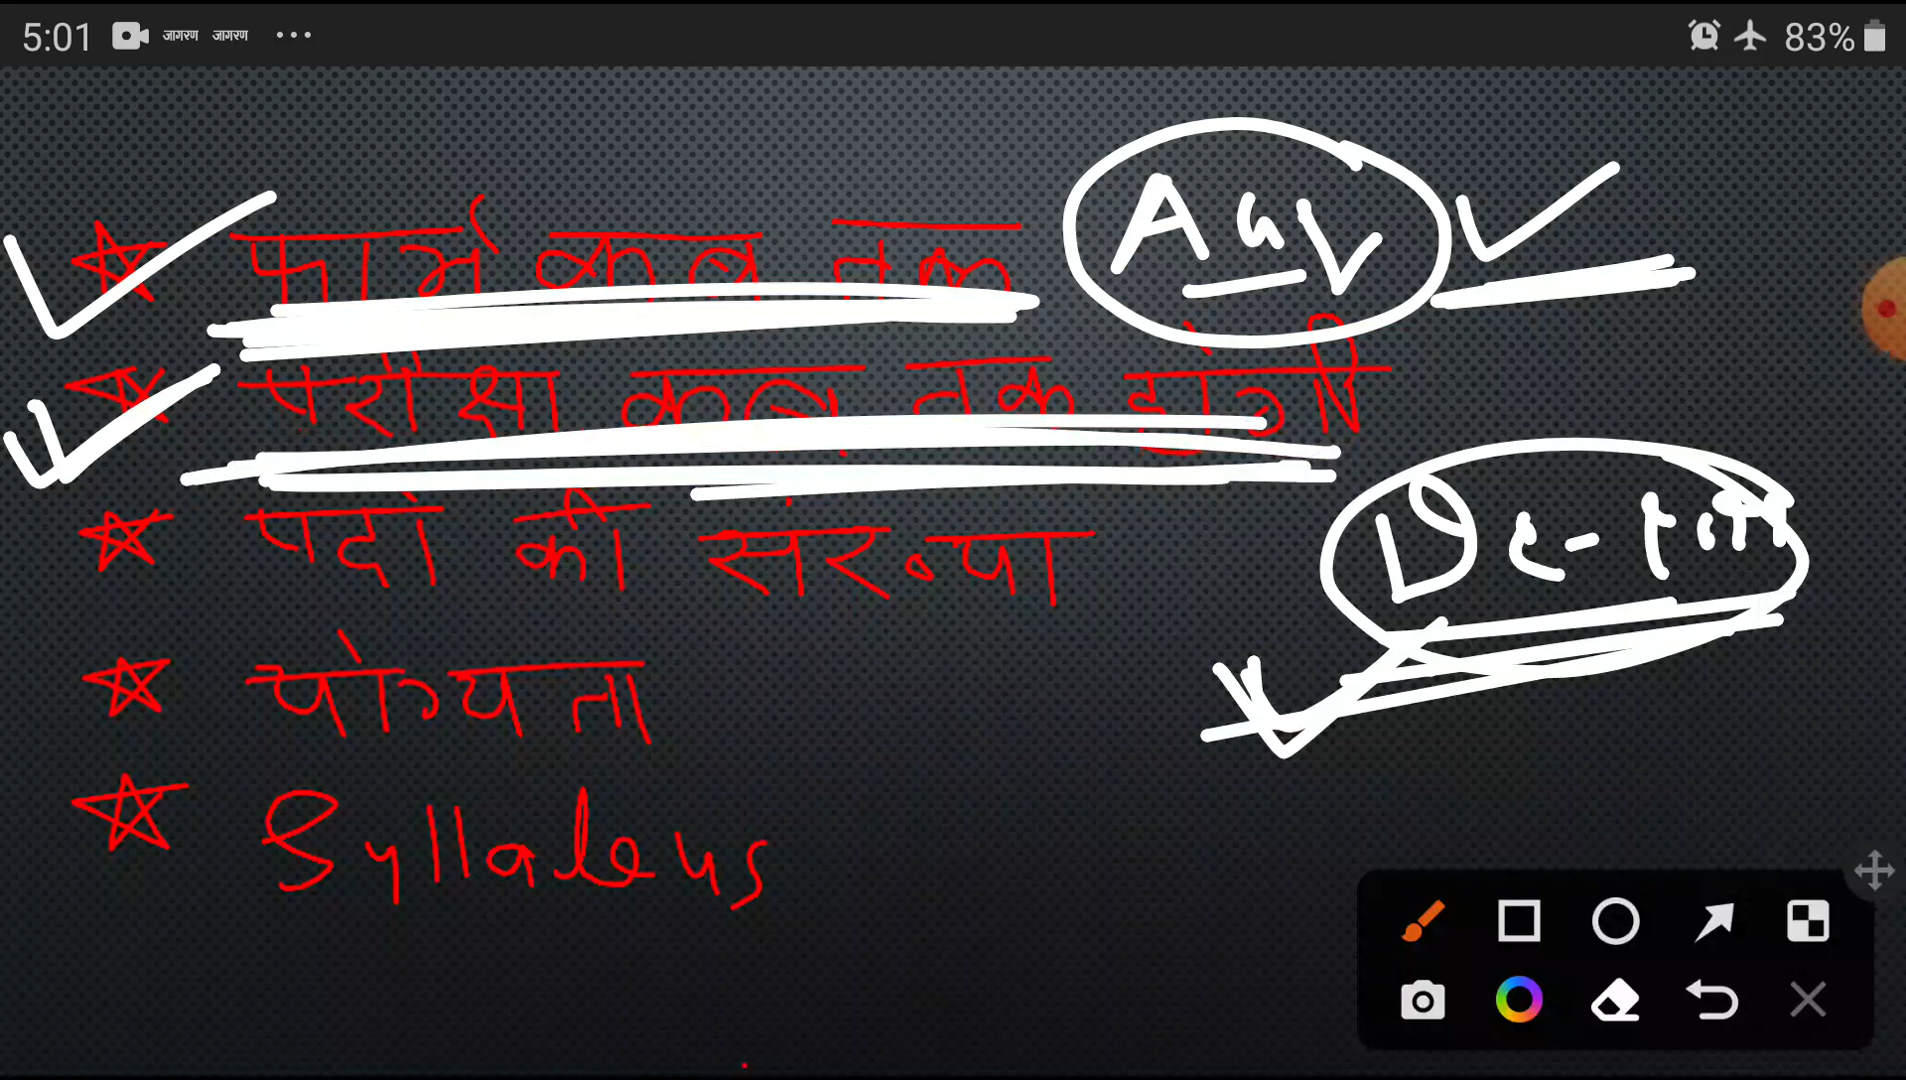 5:01 जागरण जागरण 83%
फार्म कब तक
परीक्षा कब तक होगी
पदों की संख्या
योग्यता
Syllabus